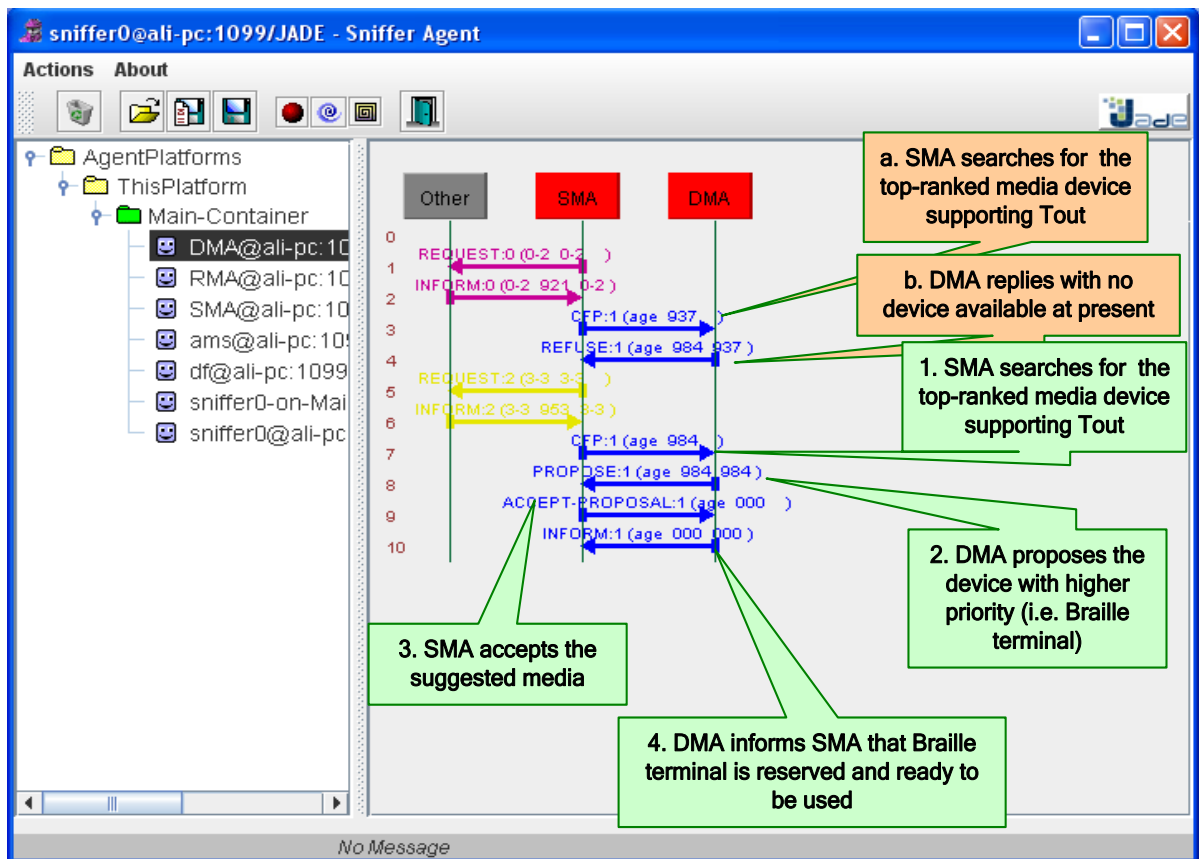 sniffer0@ali-pc:1099/JADE - Sniffer Agent
Actions About
Jade
AgentPlatforms
ThisPlatform
Main-Container
DMA@ali-pc:10
RMA@ali-pc:10
SMA@ali-pc:10
ams@ali-pc:10
df@ali-pc:1099
sniffer0-on-Mai
sniffer0@ali-pc
Other SMA DMA
0
REQUEST:0 (0-2 0-2 )
1
INFORM:0 (0-2 921 0-2 )
2
CFP:1 (age 937 )
3
REFUSE:1 (age 984 937 )
4
REQUEST:2 (3-3 3-3 )
5
INFORM:2 (3-3 953 3-3 )
6
CFP:1 (age 984 )
7
PROPOSE:1 (age 984 984 )
8
ACCEPT-PROPOSAL:1 (age 000 )
9
INFORM:1 (age 000 000 )
10
a. SMA searches for the
top-ranked media device
supporting Tout
b. DMA replies with no
device available at present
1. SMA searches for the
top-ranked media device
supporting Tout
2. DMA proposes the
device with higher
priority (i.e. Braille
terminal)
3. SMA accepts the
suggested media
4. DMA informs SMA that Braille
terminal is reserved and ready to
be used
No Message